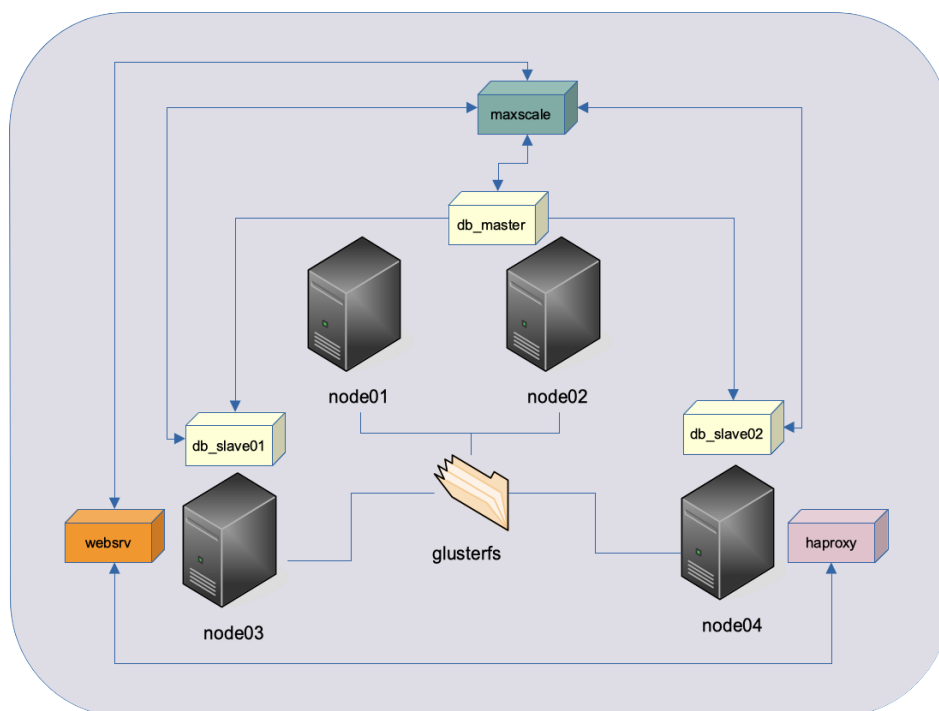 maxscale
db_master
node01
node02
db_slave01
db_slave02
websrv
glusterfs
haproxy
node03
node04